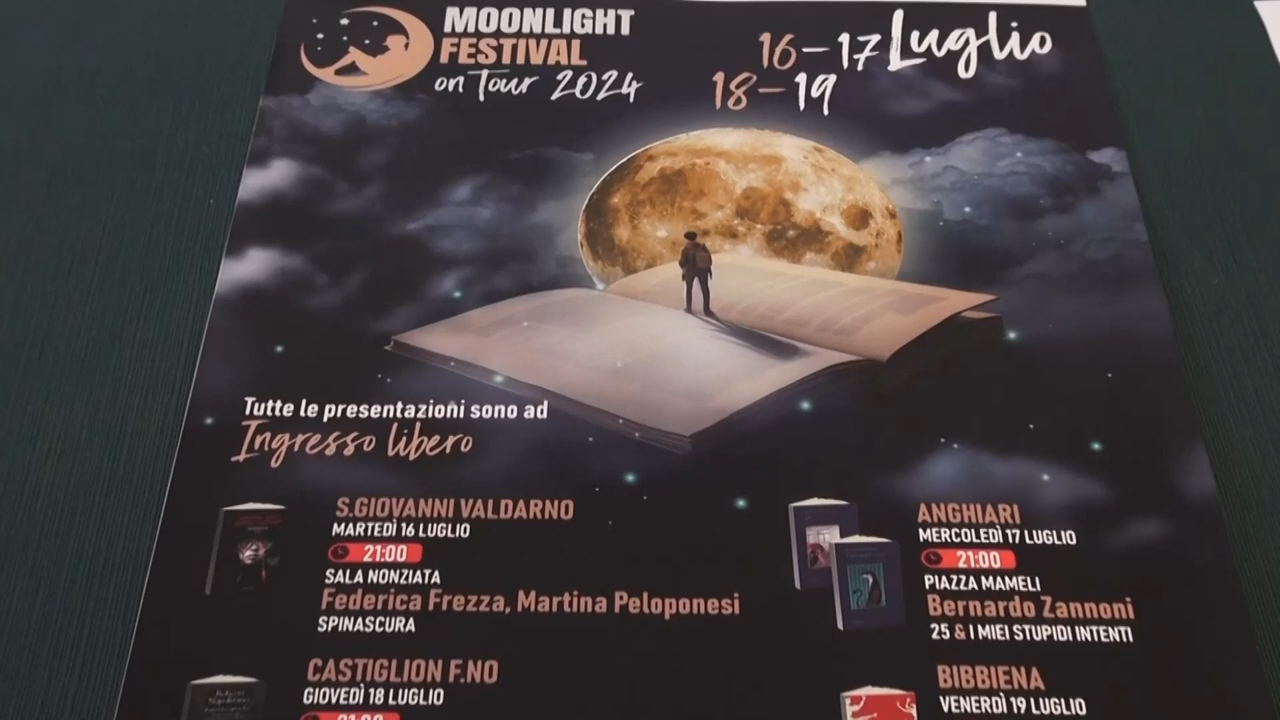 MOONLIGHT
FESTIVAL
on Tour 2024
16-17 Luglio
18-19
Tutte le presentazioni sono ad
Ingresso libero
S.GIOVANNI VALDARNO
MARTEDÌ 16 LUGLIO
21:00
SALA NONZIATA
Federica Frezza, Martina Peloponesi
SPINASCURA
ANGHIARI
MERCOLEDÌ 17 LUGLIO
21:00
PIAZZA MAMELI
Bernardo Zannoni
25 & I MIEI STUPIDI INTENTI
CASTIGLION F.NO
GIOVEDÌ 18 LUGLIO
21:00
BIBBIENA
VENERDÌ 19 LUGLIO